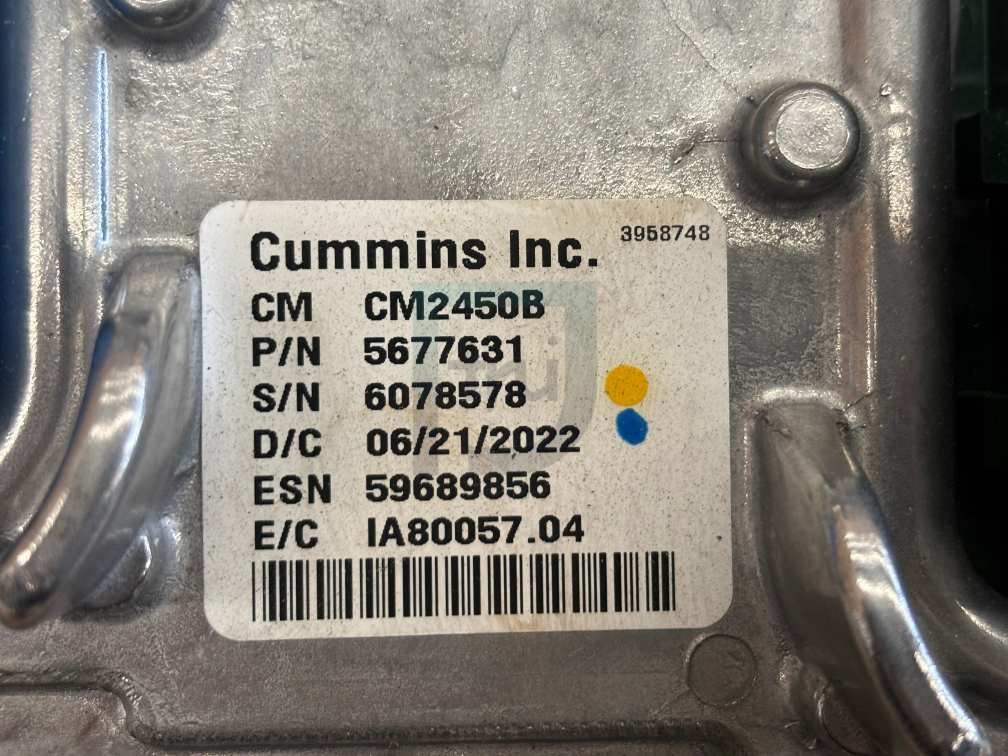 Cummins Inc. 3958748
CM CM2450B
P/N 5677631
S/N 6078578
D/C 06/21/2022
ESN 59689856
E/C IA80057.04